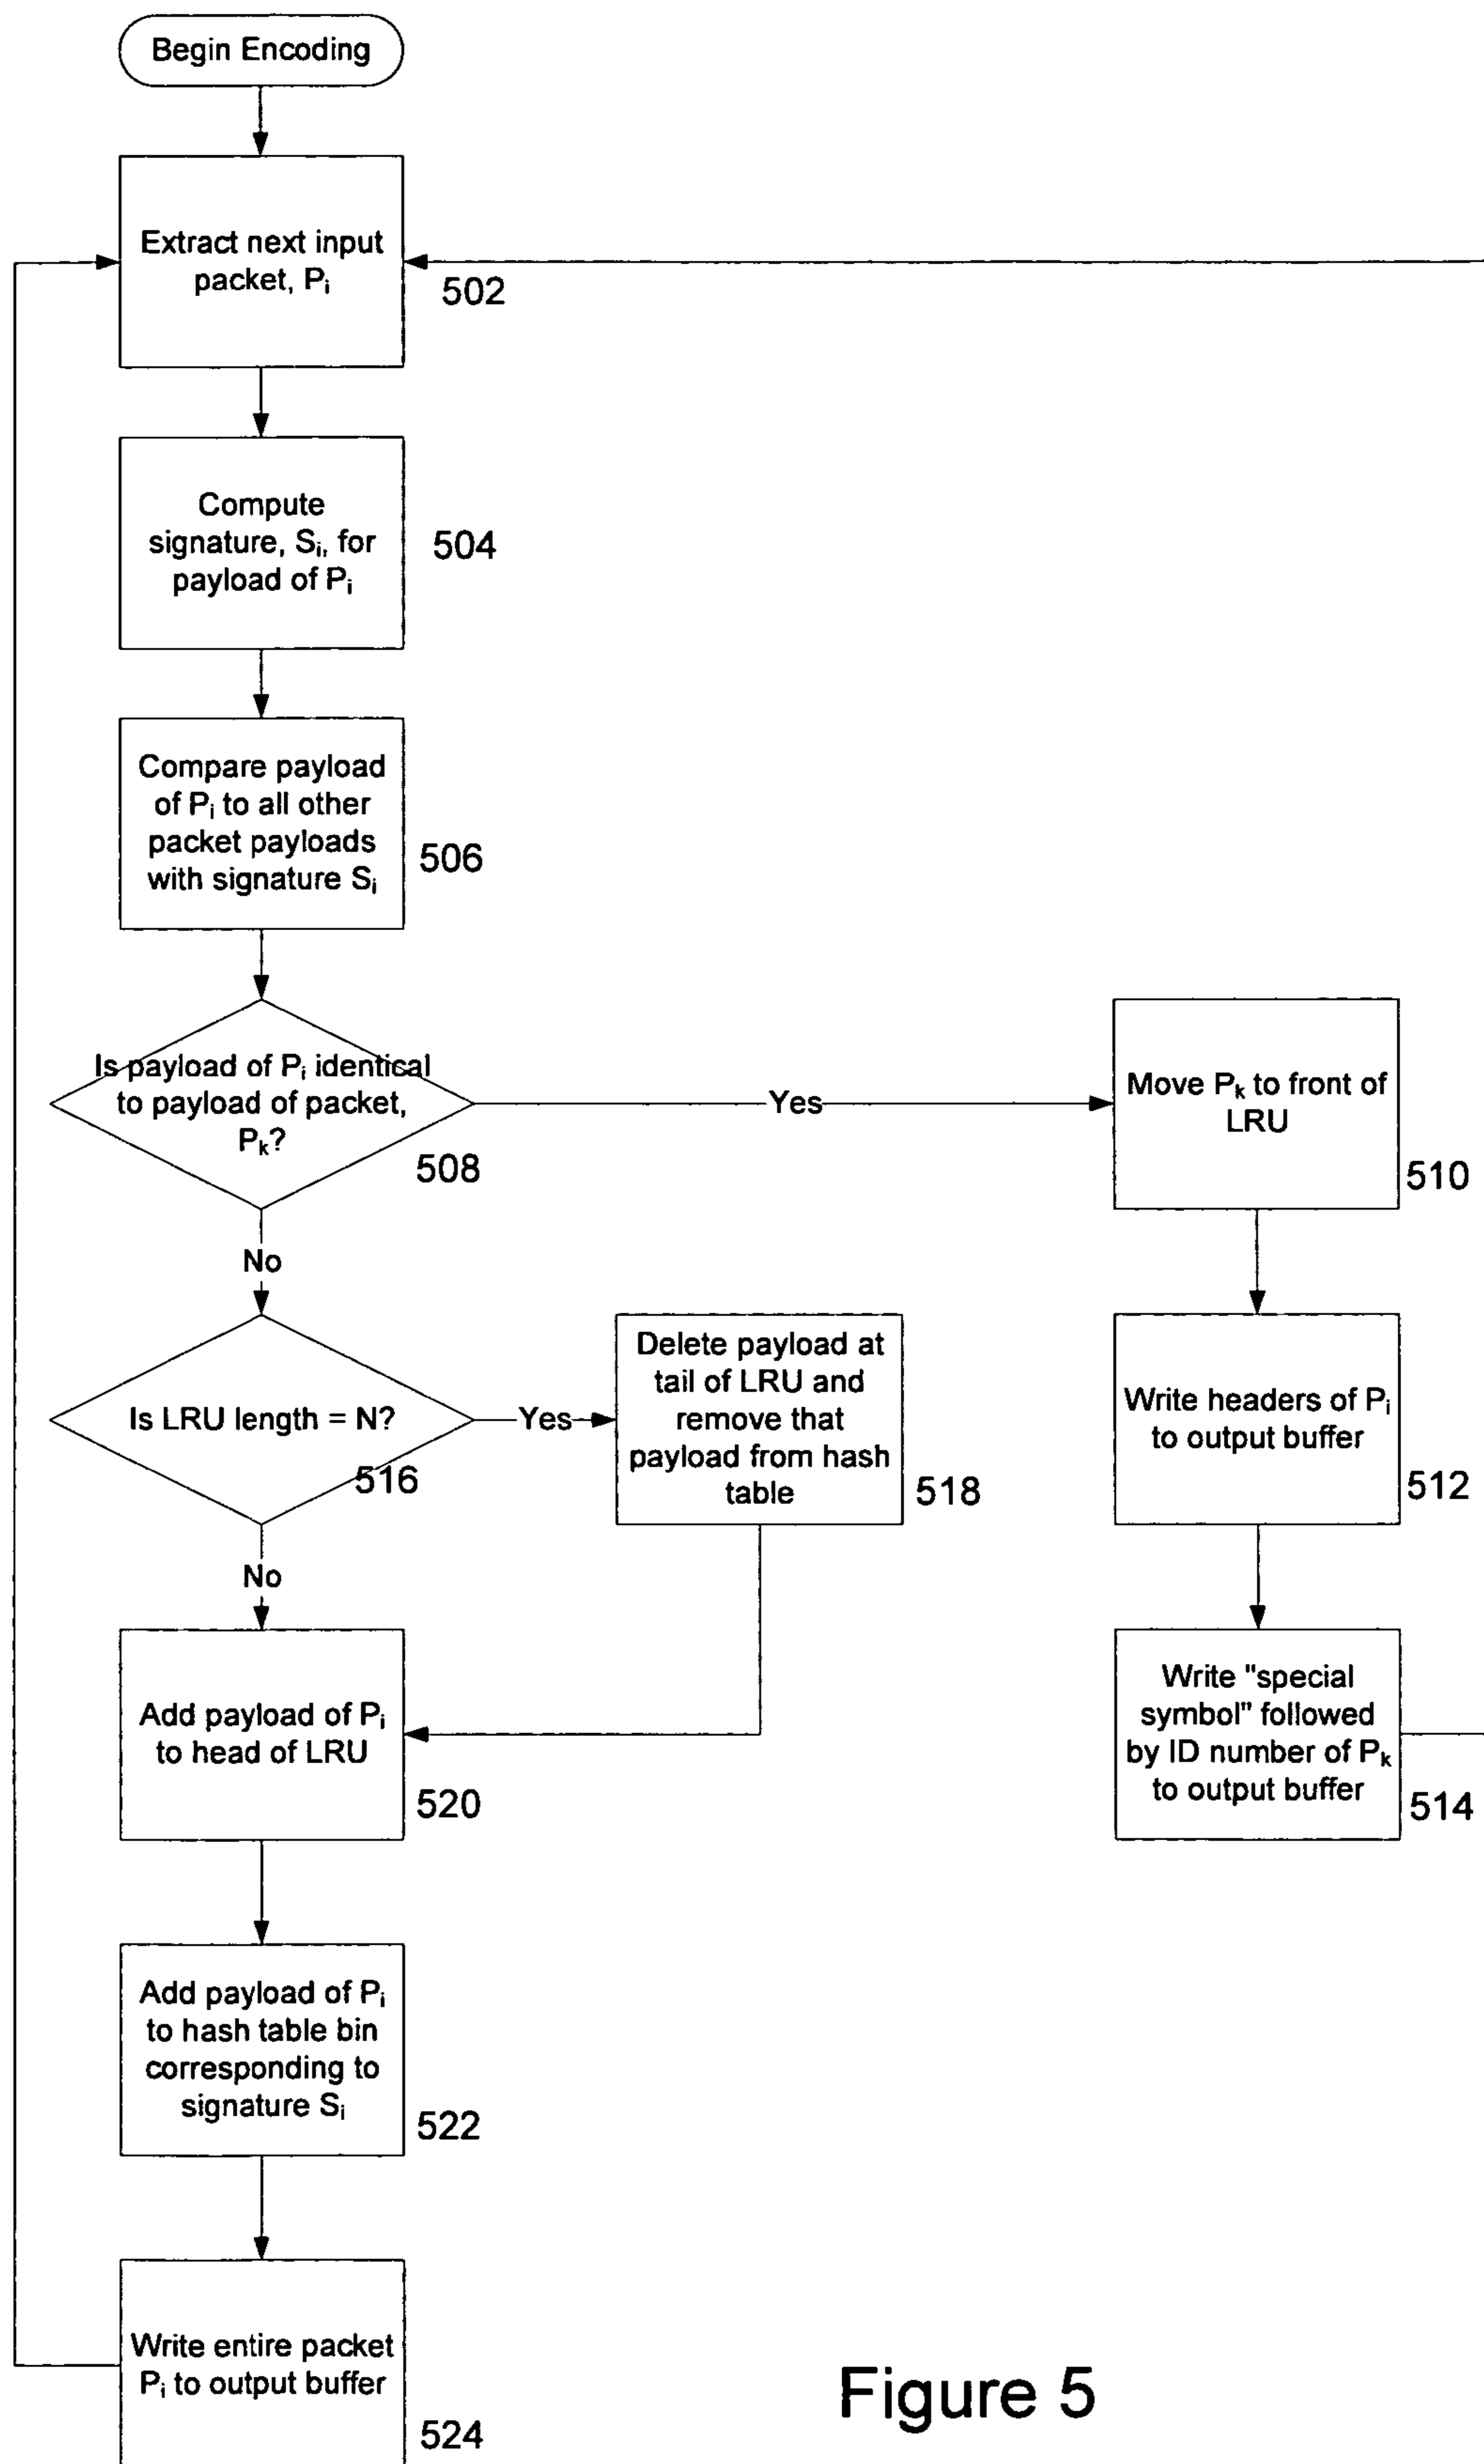 Begin Encoding
Extract next input
packet, Pi
502
Compute
signature, Si, for
payload of Pi
504
Compare payload
of Pi to all other
packet payloads
with signature Si
506
Is payload of Pi identical
to payload of packet,
Pk?
508
Yes
Move Pk to front of
LRU
510
No
Is LRU length = N?
516
Yes
Delete payload at
tail of LRU and
remove that
payload from hash
table
518
Write headers of Pi
to output buffer
512
No
Add payload of Pi
to head of LRU
520
Write "special
symbol" followed
by ID number of Pk
to output buffer
514
Add payload of Pi
to hash table bin
corresponding to
signature Si
522
Write entire packet
Pi to output buffer
524
Figure 5